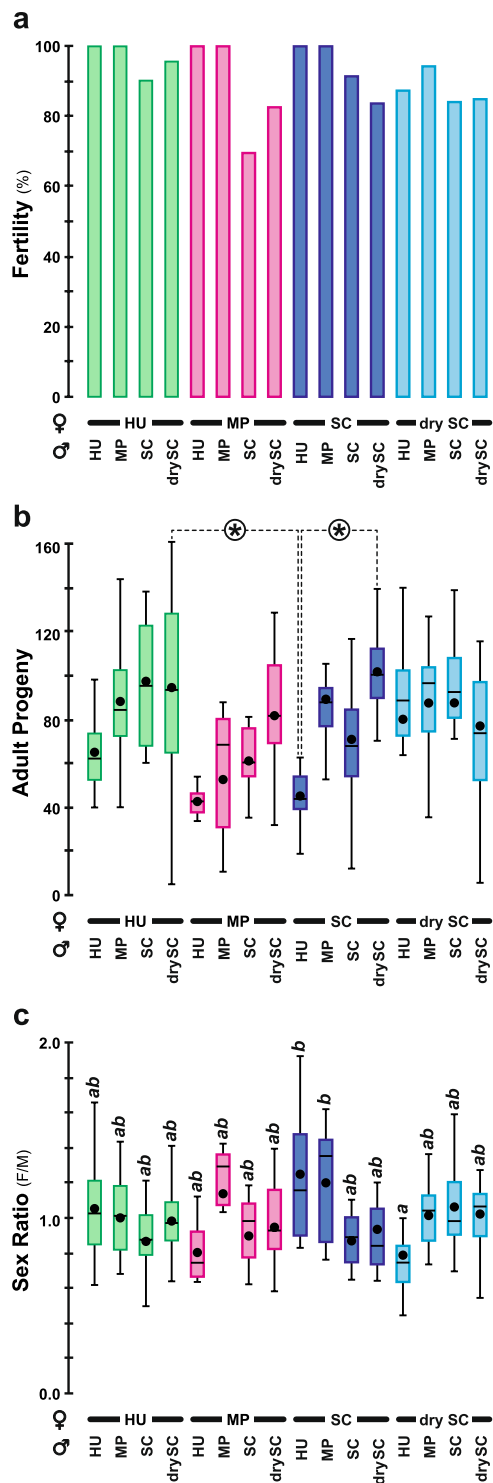 a
100
80
60
40
20
0
Fertility (%)
♀ HU MP SC dry SC
♂ HU MP SC drySC HU MP SC drySC HU MP SC drySC HU MP SC drySC
b
160
120
80
40
0
Adult Progeny
* *
♀ HU MP SC dry SC
♂ HU MP SC drySC HU MP SC drySC HU MP SC drySC HU MP SC drySC
c
2.0
1.0
0.0
Sex Ratio (F/M)
ab ab ab ab ab ab ab ab b b ab ab a ab ab ab
♀ HU MP SC dry SC
♂ HU MP SC drySC HU MP SC drySC HU MP SC drySC HU MP SC drySC